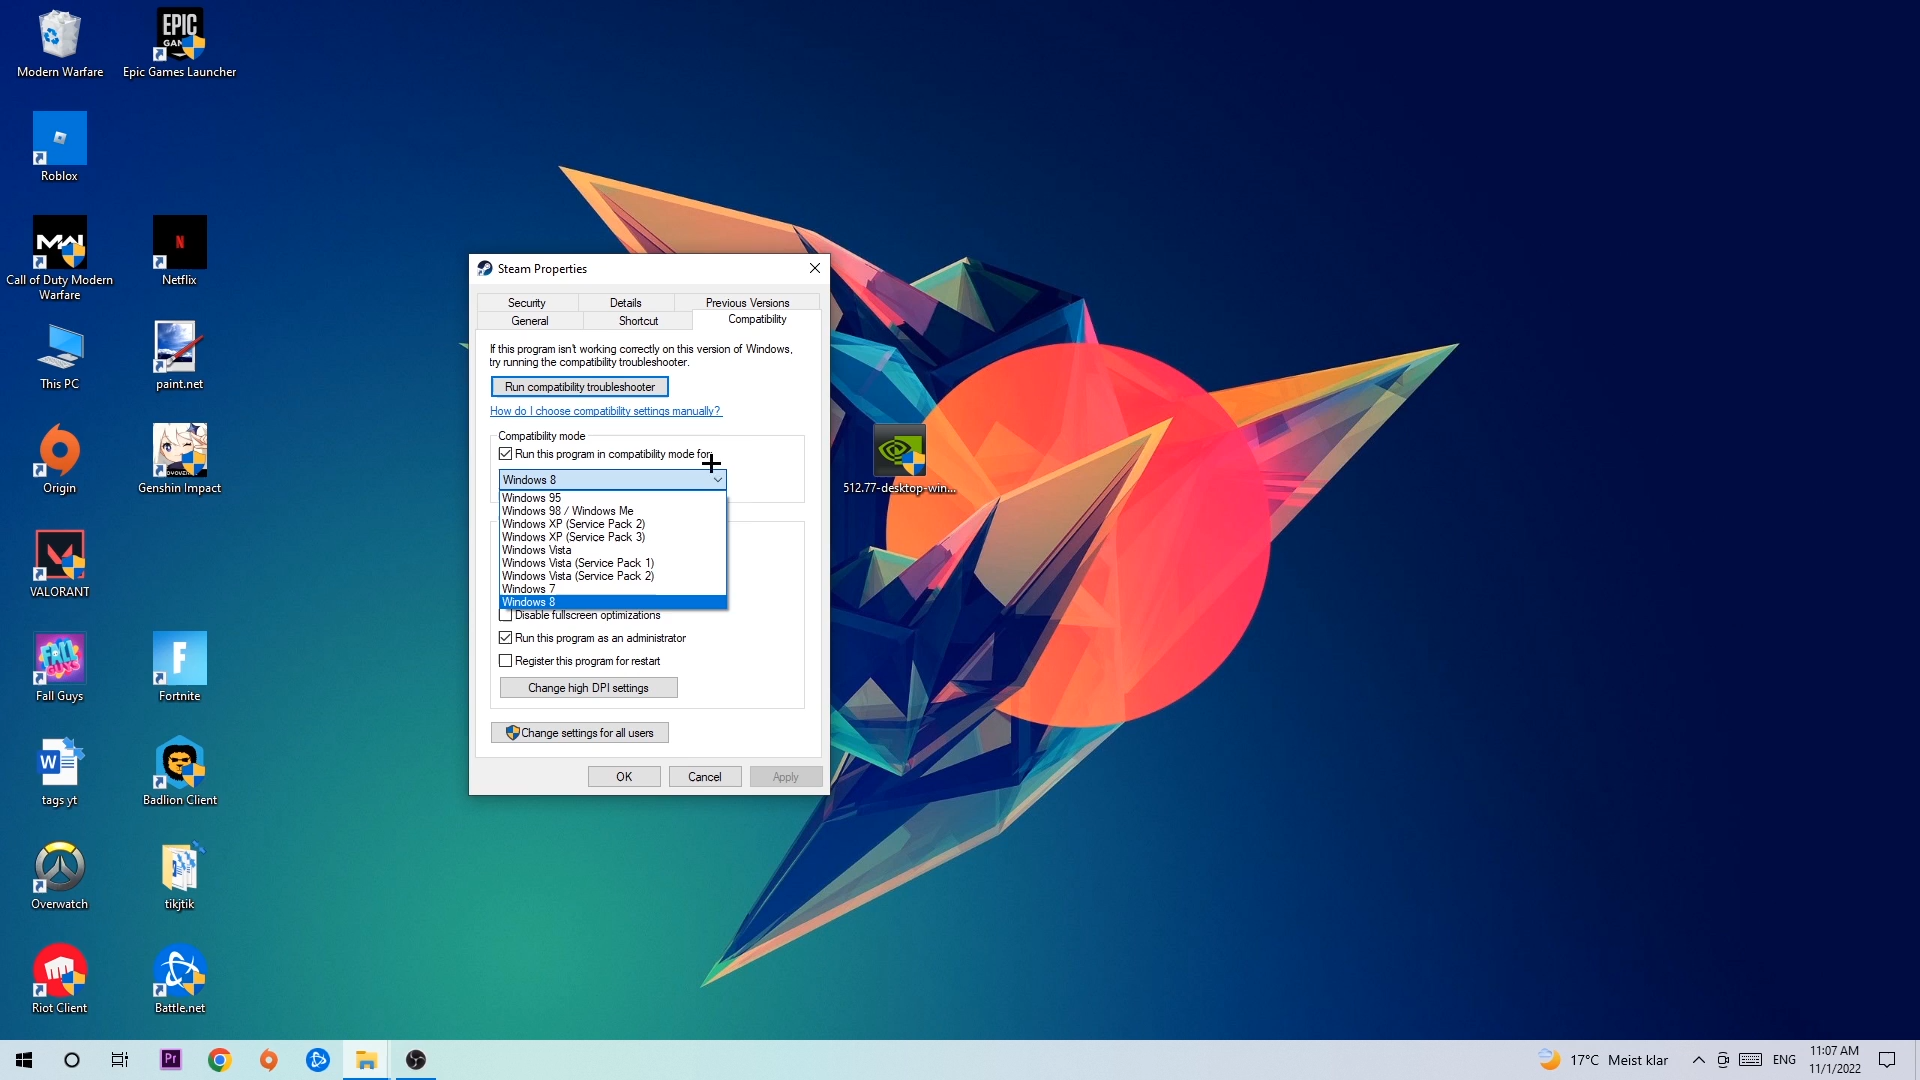 Modern Warfare
EPIC
GAMES
Epic Games Launcher
Roblox
MW
Call of Duty Modern
Warfare
N
Netflix
This PC
paint.net
Origin
Genshin Impact
VALORANT
FALL
GUYS
Fall Guys
F
Fortnite
W
tags yt
Badlion Client
Overwatch
tikjtik
Riot Client
Battle.net
512.77-desktop-win...
Steam Properties
Security
Details
Previous Versions
General
Shortcut
Compatibility
If this program isn't working correctly on this version of Windows,
try running the compatibility troubleshooter.
Run compatibility troubleshooter
How do I choose compatibility settings manually?
Compatibility mode
Run this program in compatibility mode for
Windows 8
Windows 95
Windows 98 / Windows Me
Windows XP (Service Pack 2)
Windows XP (Service Pack 3)
Windows Vista
Windows Vista (Service Pack 1)
Windows Vista (Service Pack 2)
Windows 7
Windows 8
Disable fullscreen optimizations
Run this program as an administrator
Register this program for restart
Change high DPI settings
Change settings for all users
OK
Cancel
Apply
Pr
17°C Meist klar
ENG
11:07 AM
11/1/2022